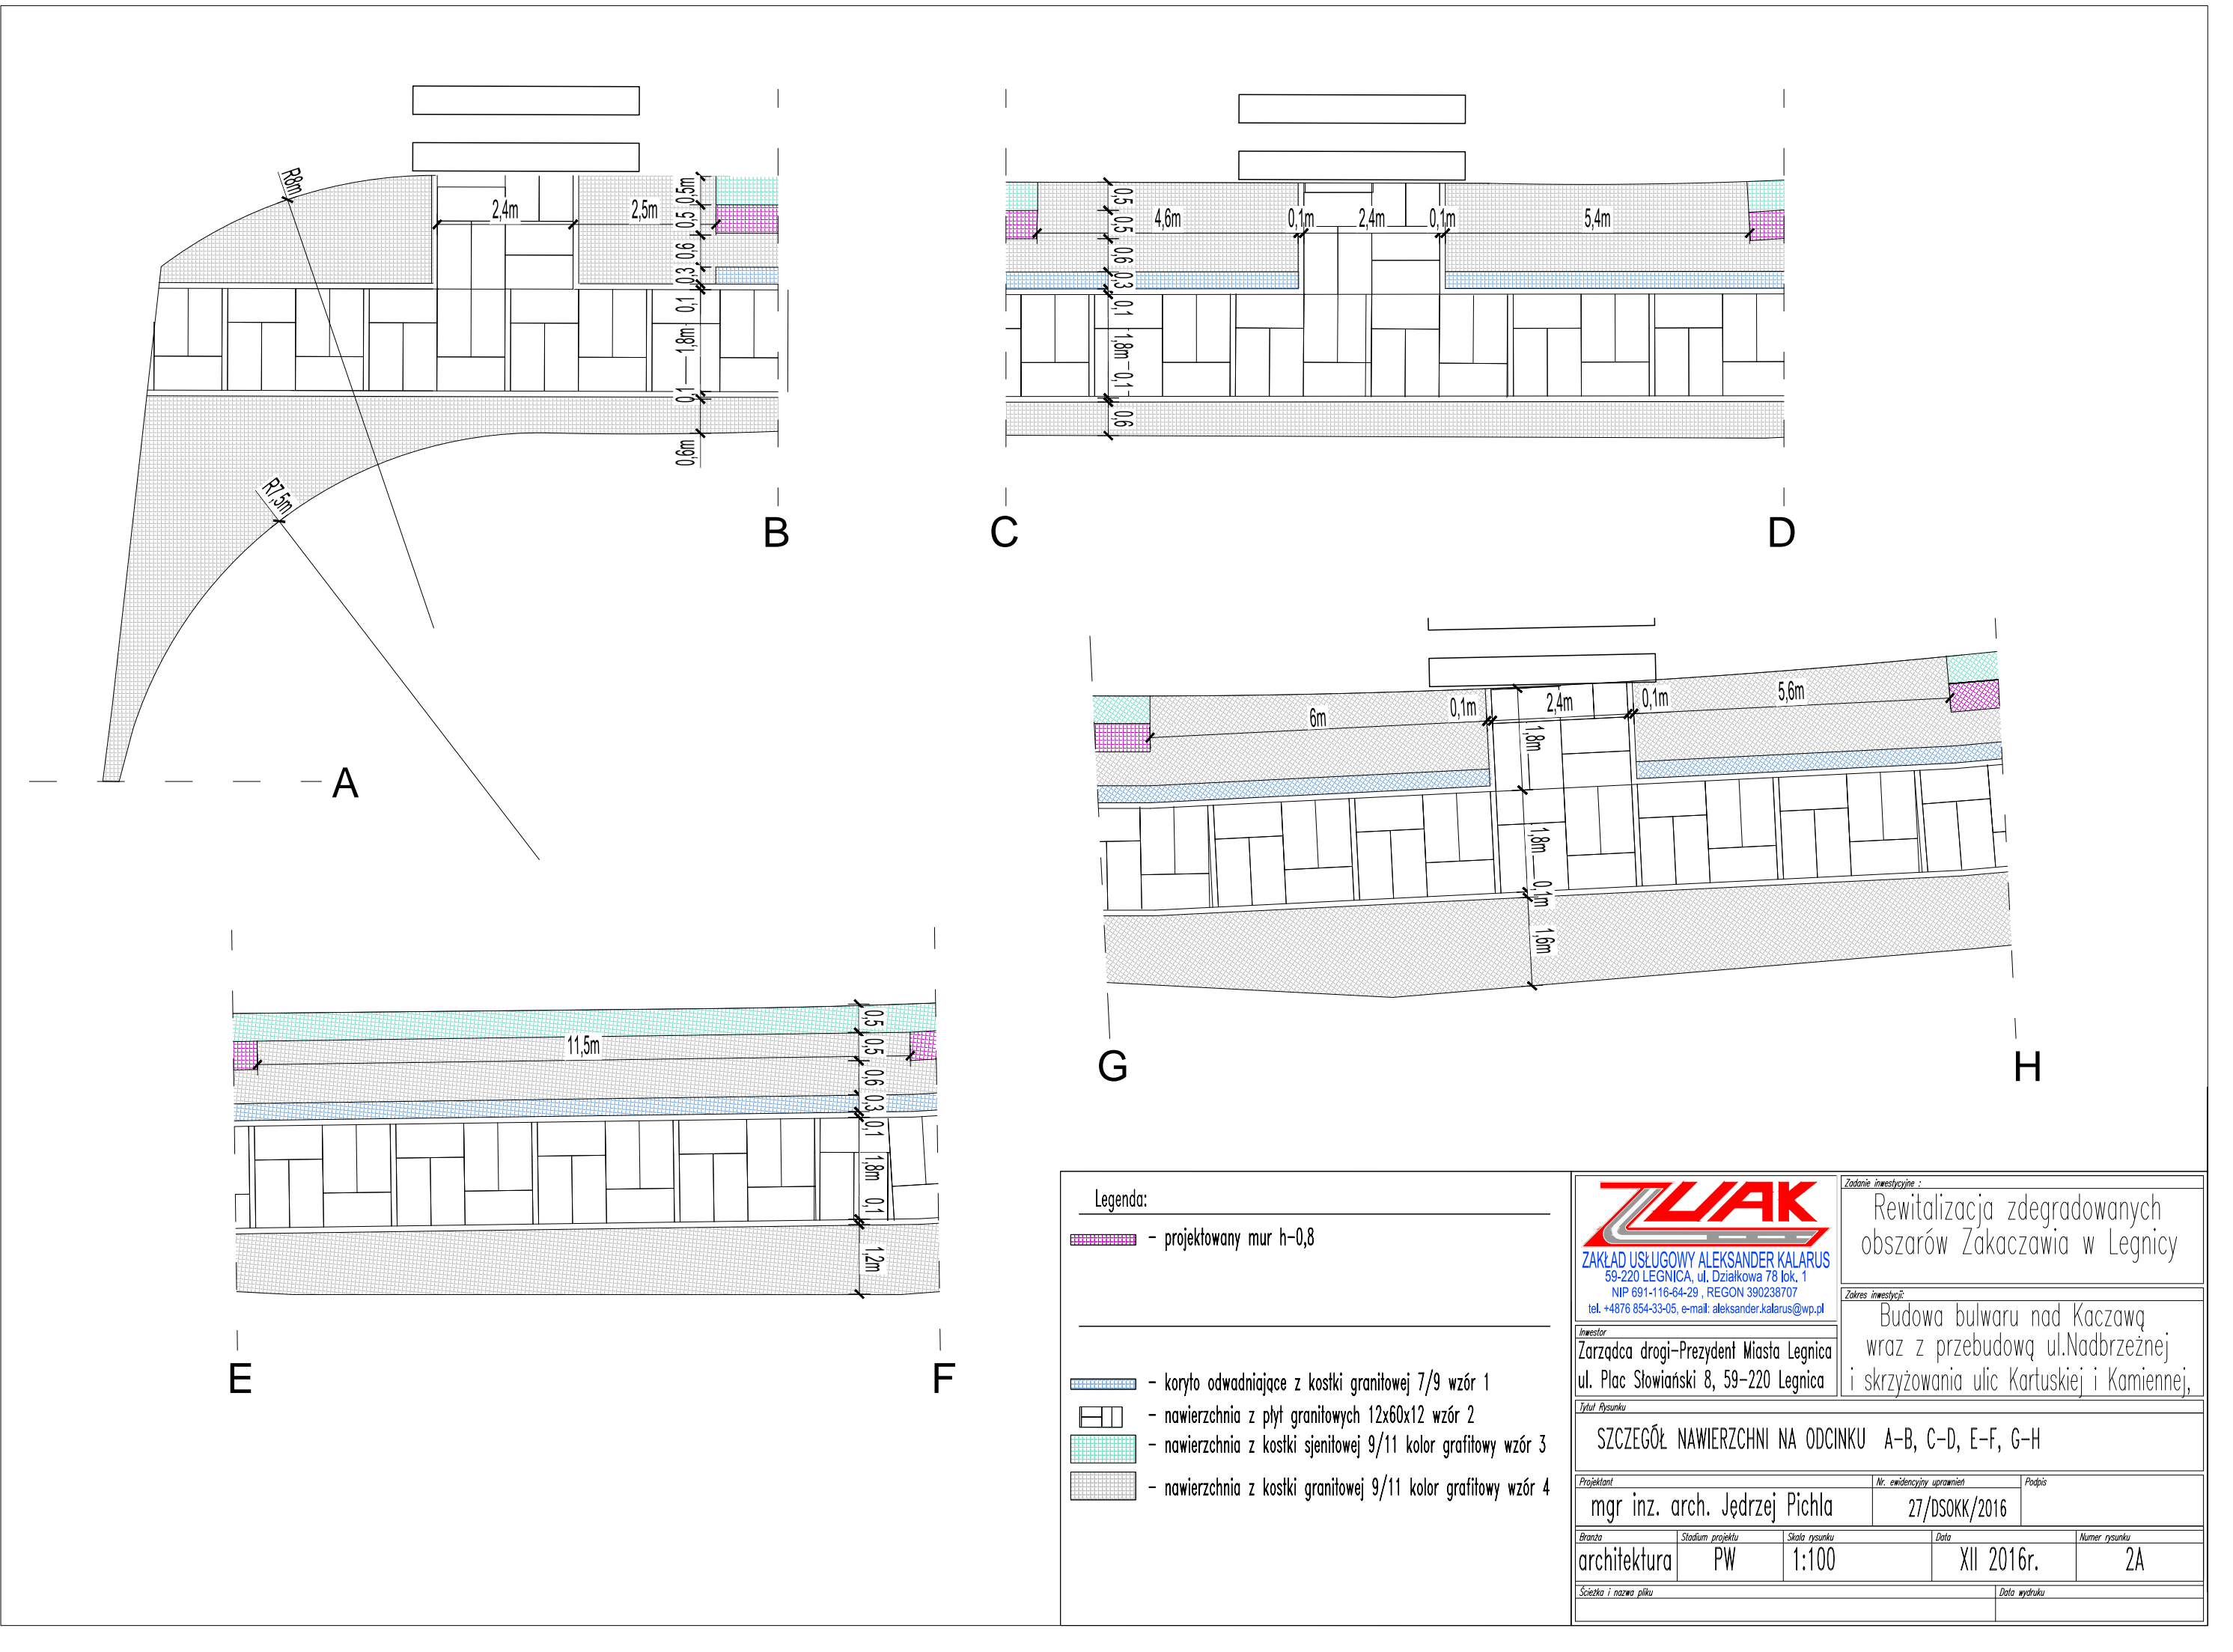 R8m
2,4m
2,5m
0,5m
0,5
0,6
0,3
0,1
1,8m
0,1
0,6m
R7,5m
A
B
0,5
0,5
0,6
0,3
0,1
1,8m
0,1
0,6
4,6m
0,1m
2,4m
0,1m
5,4m
C
D
6m
0,1m
2,4m
0,1m
5,6m
1,8m
1,8m
0,1m
1,6m
G
H
11,5m
0,5
0,5
0,6
0,3
0,1
1,8m
0,1
1,2m
E
F
Legenda:
- projektowany mur h-0,8
- koryto odwadniające z kostki granitowej 7/9 wzór 1
- nawierzchnia z płyt granitowych 12x60x12 wzór 2
- nawierzchnia z kostki sjenitowej 9/11 kolor grafitowy wzór 3
- nawierzchnia z kostki granitowej 9/11 kolor grafitowy wzór 4
ZUAK
ZAKŁAD USŁUGOWY ALEKSANDER KALARUS
59-220 LEGNICA, ul. Działkowa 78 lok. 1
NIP 691-116-64-29 , REGON 390238707
tel. +4876 854-33-05, e-mail: aleksander.kalarus@wp.pl
Zadanie inwestycyjne :
Rewitalizacja zdegradowanych
obszarów Zakaczawia w Legnicy
Zakres inwestycji:
Budowa bulwaru nad Kaczawą
wraz z przebudową ul.Nadbrzeżnej
i skrzyżowania ulic Kartuskiej i Kamiennej,
Inwestor
Zarządca drogi-Prezydent Miasta Legnica
ul. Plac Słowiański 8, 59-220 Legnica
Tytuł Rysunku
SZCZEGÓŁ NAWIERZCHNI NA ODCINKU A-B, C-D, E-F, G-H
Projektant
mgr inz. arch. Jędrzej Pichla
Nr. ewidencyjny uprawnień
27/DSOKK/2016
Podpis
Branża
architektura
Stadium projektu
PW
Skala rysunku
1:100
Data
XII 2016r.
Numer rysunku
2A
Ścieżka i nazwa pliku
Data wydruku